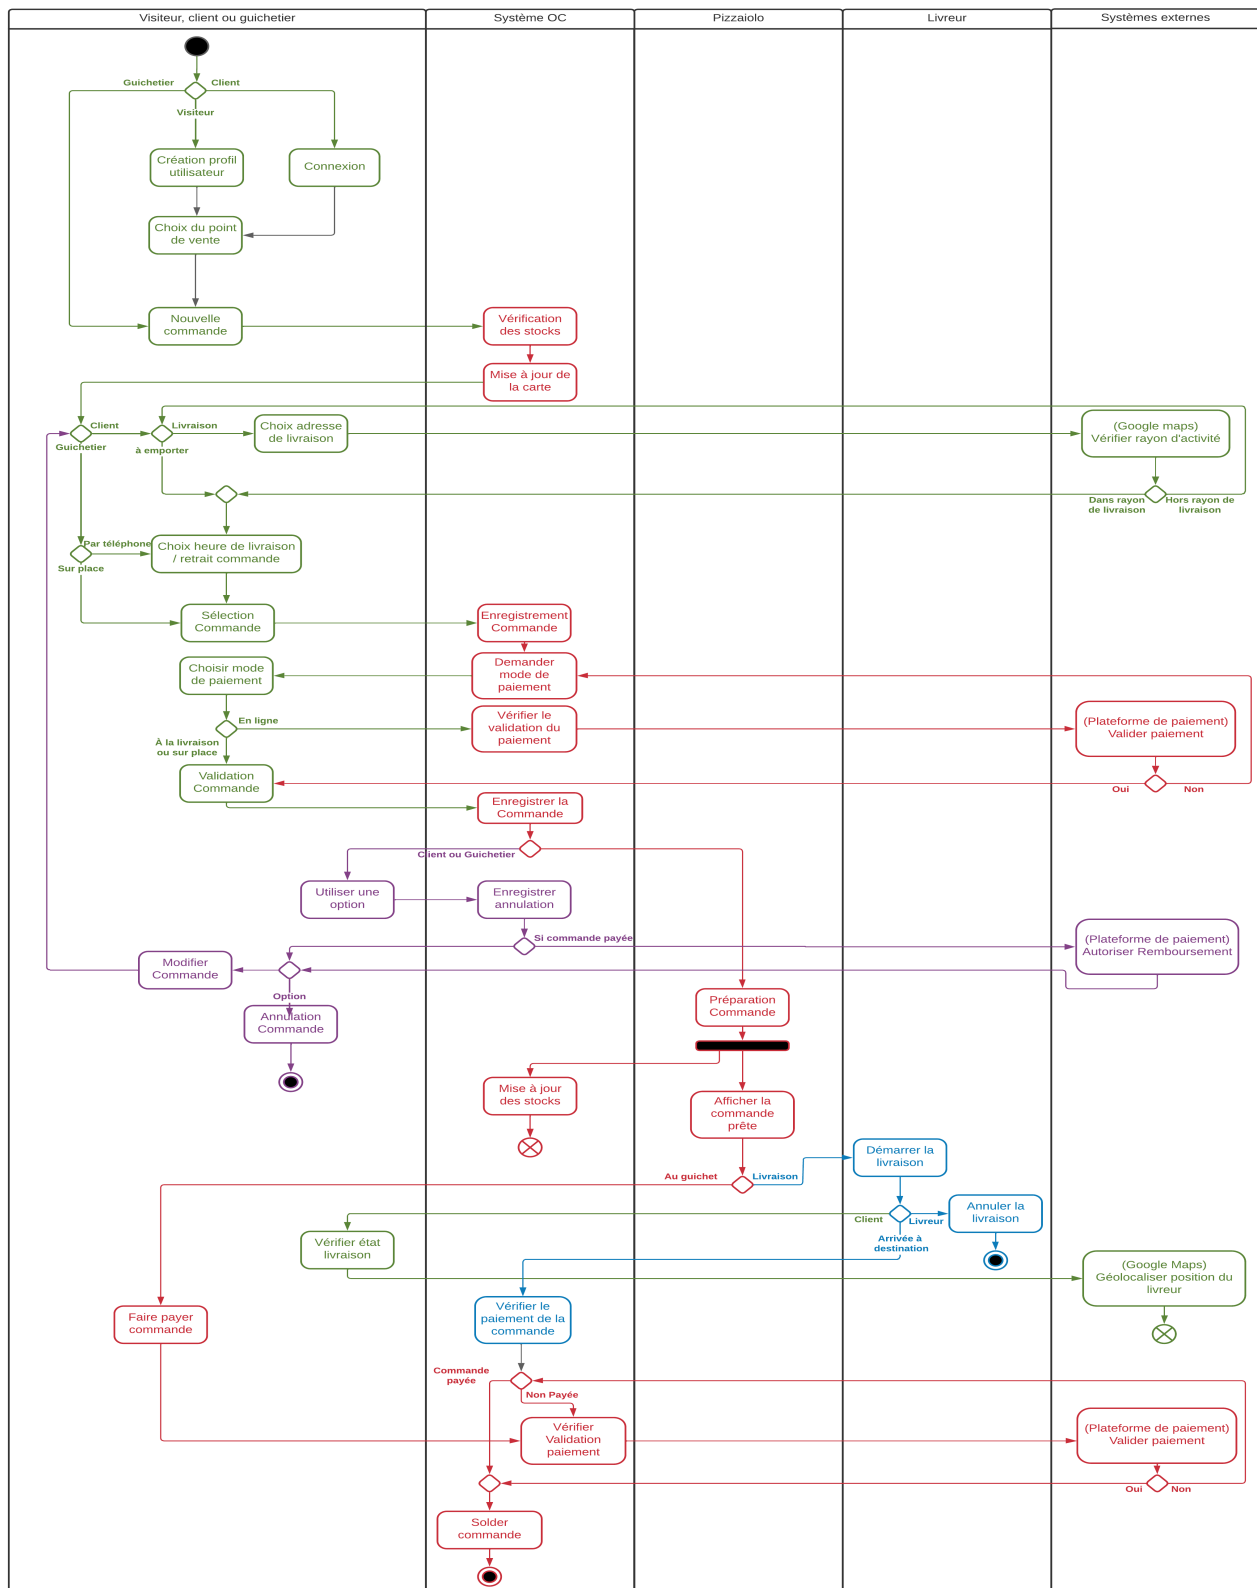 Visiteur, client ou guichetier
Système OC
Pizzaiolo
Livreur
Systèmes externes
Guichetier
Client
Visiteur
Création profil
utilisateur
Connexion
Choix du point
de vente
Nouvelle
commande
Vérification
des stocks
Mise à jour de
la carte
Client
Livraison
Guichetier
à emporter
Choix adresse
de livraison
(Google maps)
Vérifier rayon d'activité
Dans rayon
de livraison
Hors rayon de
livraison
Par téléphone
Sur place
Choix heure de livraison
/ retrait commande
Sélection
Commande
Enregistrement
Commande
Choisir mode
de paiement
Demander
mode de
paiement
En ligne
À la livraison
ou sur place
Vérifier le
validation du
paiement
(Plateforme de paiement)
Valider paiement
Oui
Non
Validation
Commande
Enregistrer la
Commande
Client ou Guichetier
Utiliser une
option
Enregistrer
annulation
Si commande payée
(Plateforme de paiement)
Autoriser Remboursement
Modifier
Commande
Option
Annulation
Commande
Préparation
Commande
Mise à jour
des stocks
Afficher la
commande
prête
Au guichet
Livraison
Démarrer la
livraison
Client
Livreur
Annuler la
livraison
Arrivée à
destination
Vérifier état
livraison
(Google Maps)
Géolocaliser position du
livreur
Faire payer
commande
Vérifier le
paiement de la
commande
Commande
payée
Non Payée
Vérifier
Validation
paiement
(Plateforme de paiement)
Valider paiement
Oui
Non
Solder
commande